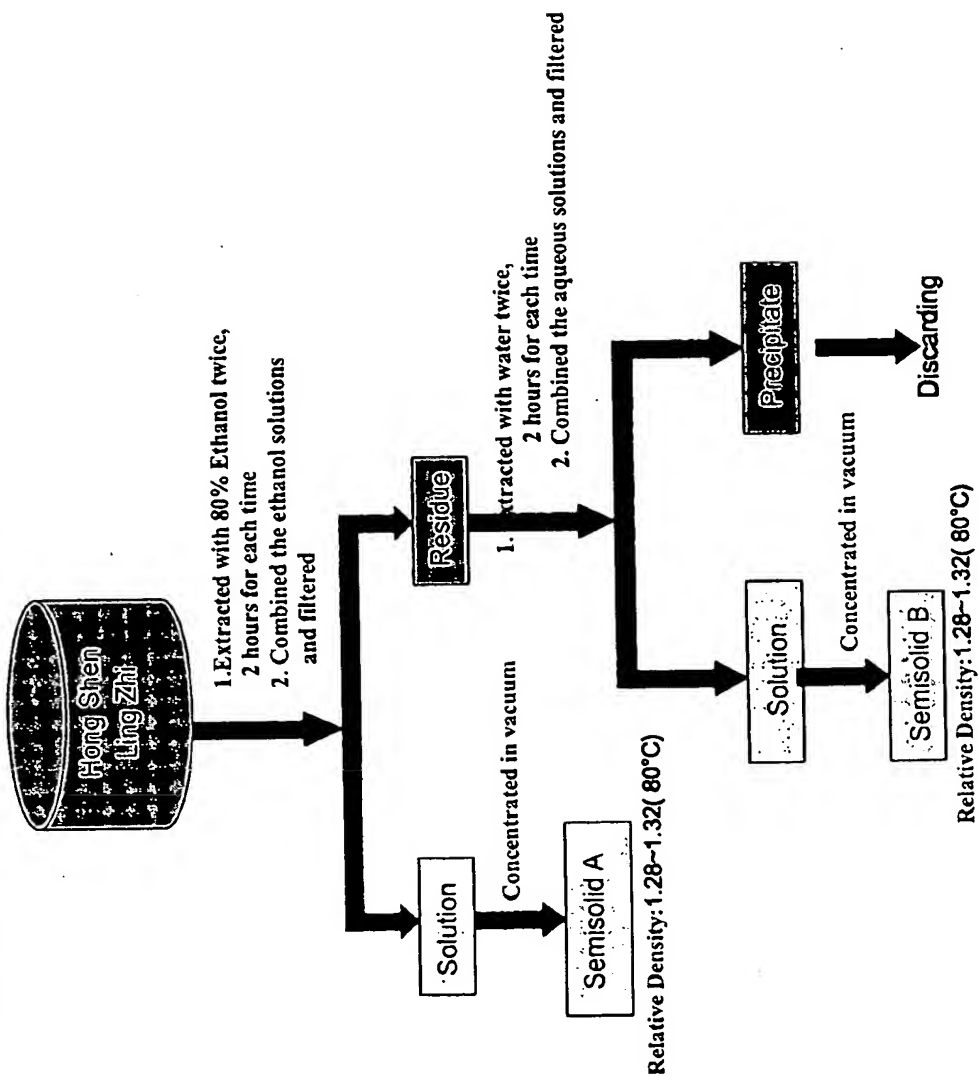 Hong Shen
Ling Zhi
1.Extracted with 80% Ethanol twice,
2 hours for each time
2. Combined the ethanol solutions
and filtered
Solution
Residue
Concentrated in vacuum
1. xtracted with water twice,
2 hours for each time
2. Combined the aqueous solutions and filtered
Semisolid A
Relative Density:1.28~1.32( 80°C)
Solution
Precipitate
Concentrated in vacuum
Discarding
Semisolid B
Relative Density:1.28~1.32( 80°C)